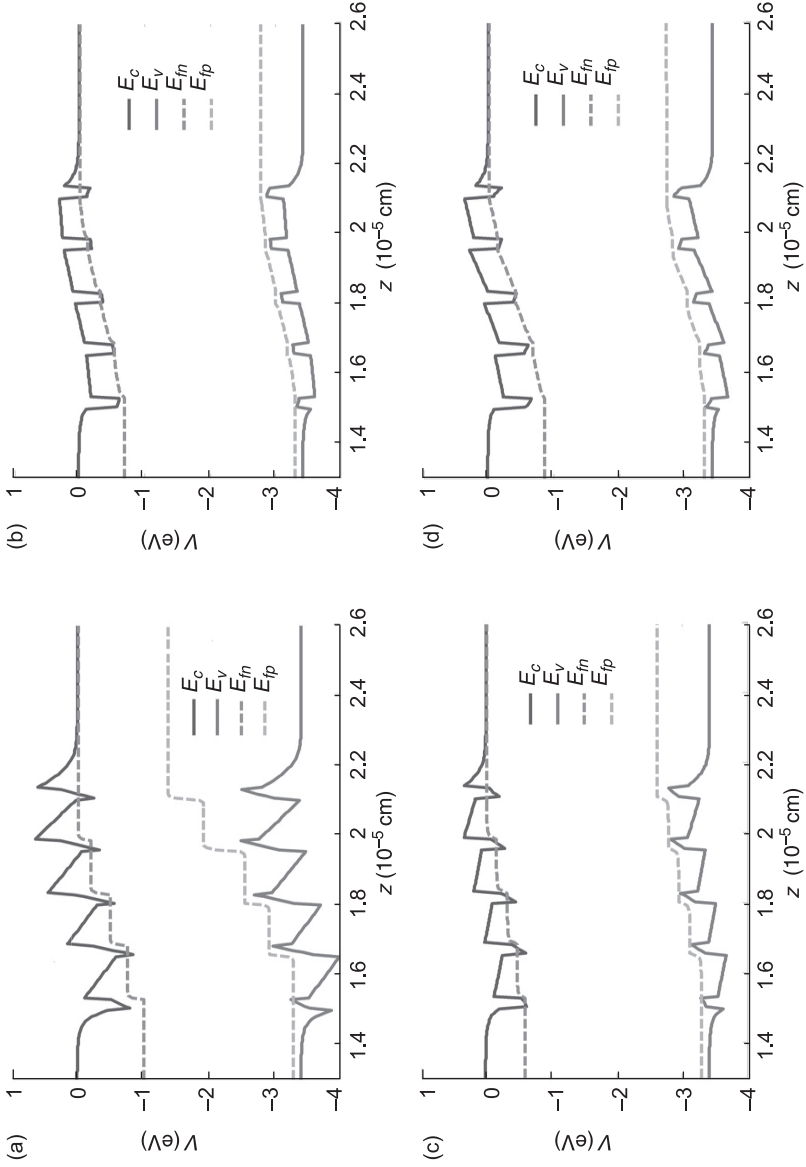 (a)
1
0
−1
−2
−3
−4
V (eV)
1.4
1.6
1.8
2
2.2
2.4
2.6
z (10⁻⁵ cm)
E_c
E_v
E_fn
E_fp
(b)
1
0
−1
−2
−3
−4
V (eV)
1.4
1.6
1.8
2
2.2
2.4
2.6
z (10⁻⁵ cm)
E_c
E_v
E_fn
E_fp
(c)
1
0
−1
−2
−3
−4
V (eV)
1.4
1.6
1.8
2
2.2
2.4
2.6
z (10⁻⁵ cm)
E_c
E_v
E_fn
E_fp
(d)
1
0
−1
−2
−3
−4
V (eV)
1.4
1.6
1.8
2
2.2
2.4
2.6
z (10⁻⁵ cm)
E_c
E_v
E_fn
E_fp